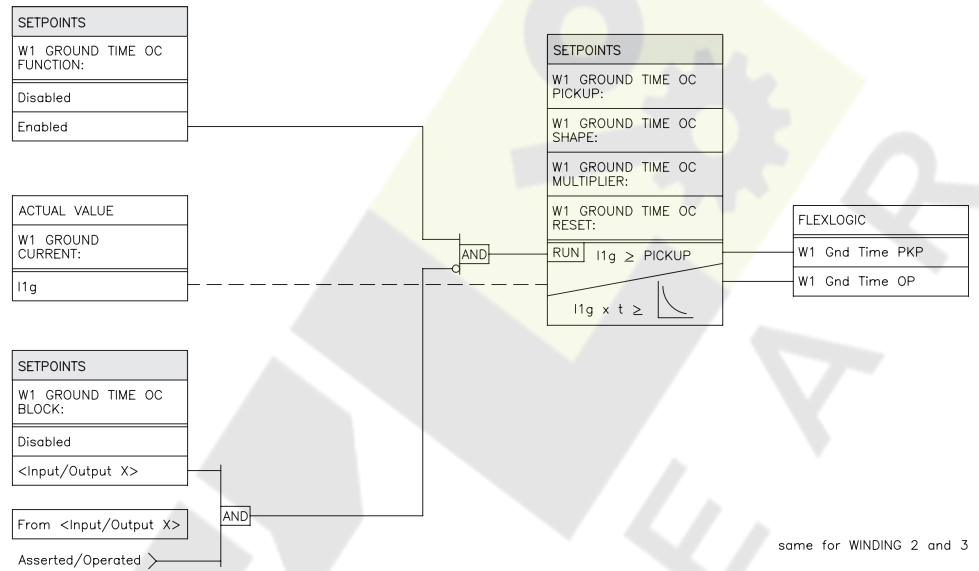 SETPOINTS
W1 GROUND TIME OC
FUNCTION:
Disabled
Enabled
ACTUAL VALUE
W1 GROUND
CURRENT:
I1g
SETPOINTS
W1 GROUND TIME OC
BLOCK:
Disabled
<Input/Output X>
From <Input/Output X>
Asserted/Operated
AND
AND
SETPOINTS
W1 GROUND TIME OC
PICKUP:
W1 GROUND TIME OC
SHAPE:
W1 GROUND TIME OC
MULTIPLIER:
W1 GROUND TIME OC
RESET:
RUN I1g ≥ PICKUP
I1g x t ≥
FLEXLOGIC
W1 Gnd Time PKP
W1 Gnd Time OP
same for WINDING 2 and 3